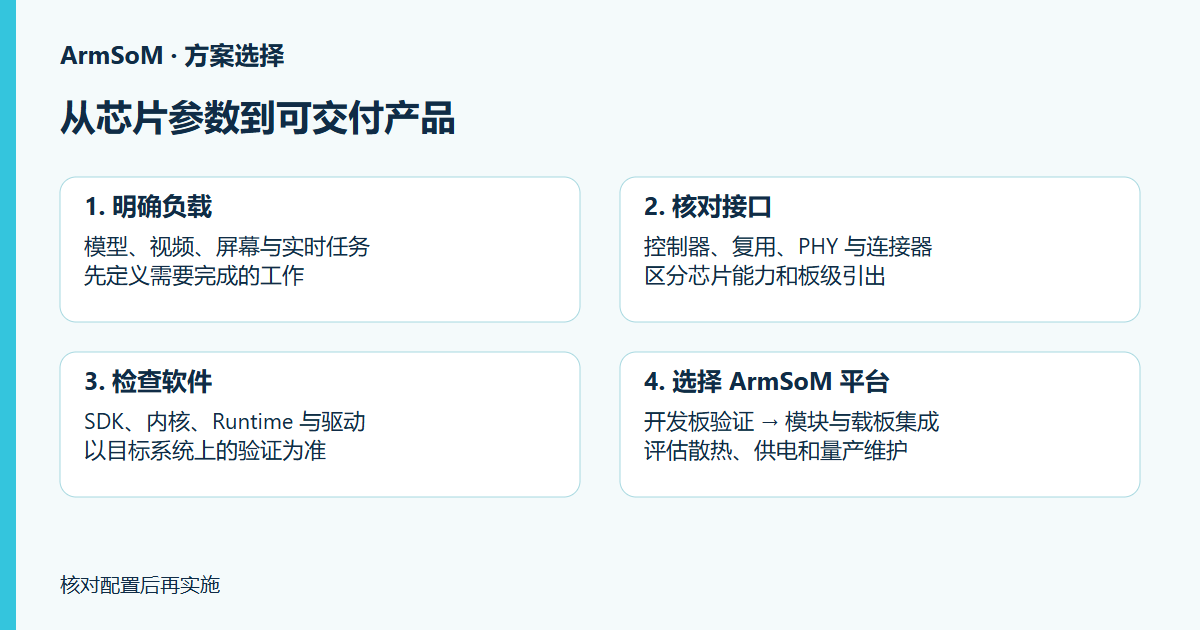 ArmSoM · 方案选择
从芯片参数到可交付产品
1. 明确负载
模型、视频、屏幕与实时任务
先定义需要完成的工作
2. 核对接口
控制器、复用、PHY 与连接器
区分芯片能力和板级引出
3. 检查软件
SDK、内核、Runtime 与驱动
以目标系统上的验证为准
4. 选择 ArmSoM 平台
开发板验证 → 模块与载板集成
评估散热、供电和量产维护
核对配置后再实施